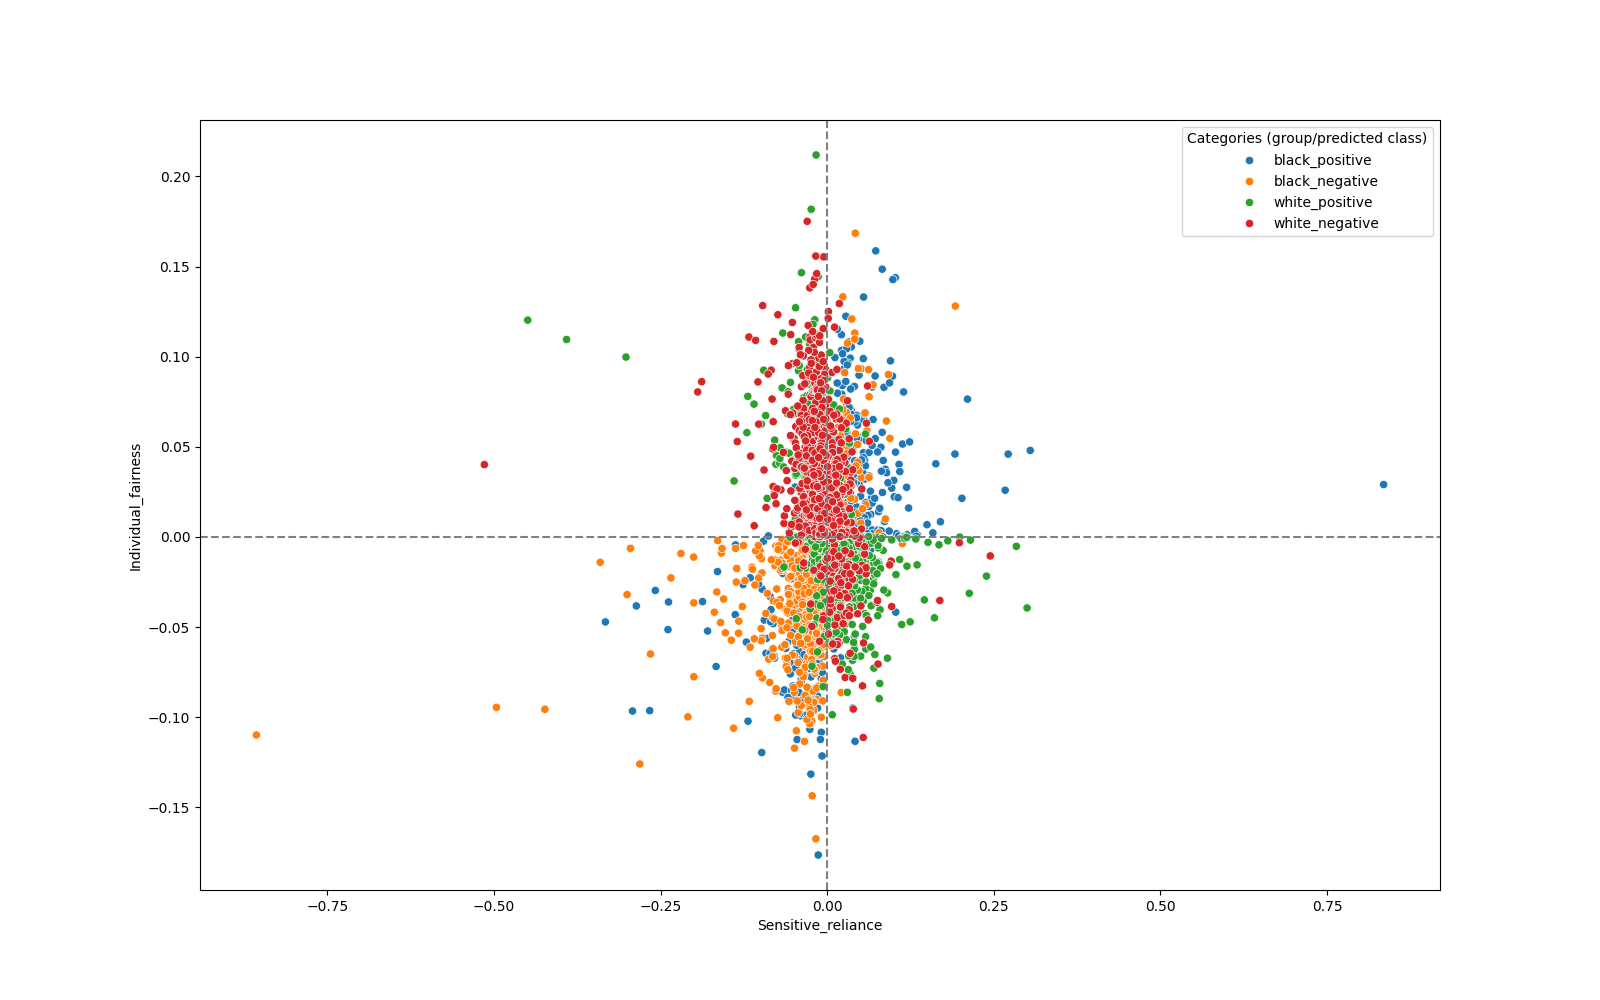 Categories (group/predicted class)
black_positive
black_negative
white_positive
white_negative
0.20
0.15
0.10
0.05
0.00
−0.05
−0.10
−0.15
Individual_fairness
−0.75
−0.50
−0.25
0.00
0.25
0.50
0.75
Sensitive_reliance